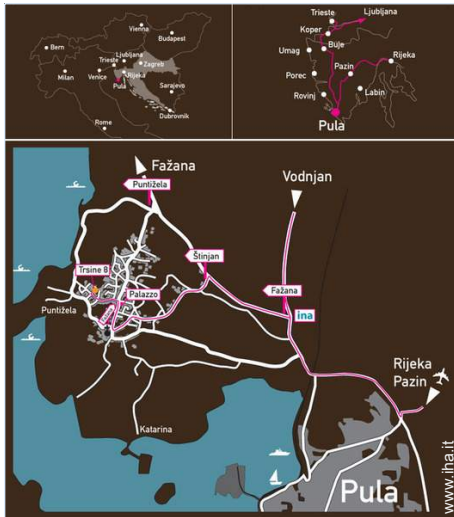 Vienna
Bern
Budapest
Ljubljana
Trieste
Zagreb
Milan
Venice
Rijeka
Pula
Sarajevo
Dubrovnik
Rome
Trieste
Ljubljana
Koper
Umag
Buje
Rijeka
Pazin
Porec
Rovinj
Labin
Pula
Fažana
Puntižela
Vodnjan
Štinjan
Trsine 8
Fažana
Palazzo
ina
Puntižela
Rijeka
Pazin
Katarina
Pula
www.iha.it